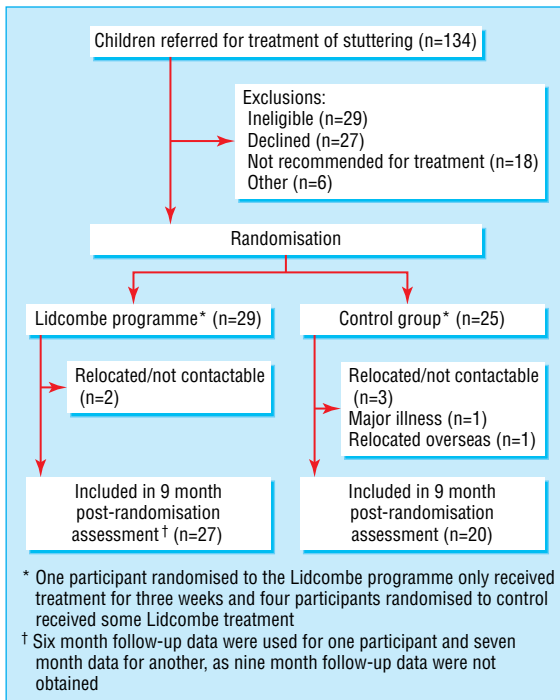 Children referred for treatment of stuttering (n=134)
Exclusions:
Ineligible (n=29)
Declined (n=27)
Not recommended for treatment (n=18)
Other (n=6)
Randomisation
Lidcombe programme* (n=29)
Control group* (n=25)
Relocated/not contactable
(n=2)
Relocated/not contactable
(n=3)
Major illness (n=1)
Relocated overseas (n=1)
Included in 9 month
post-randomisation
assessment† (n=27)
Included in 9 month
post-randomisation
assessment (n=20)
* One participant randomised to the Lidcombe programme only received
treatment for three weeks and four participants randomised to control
received some Lidcombe treatment
† Six month follow-up data were used for one participant and seven
month data for another, as nine month follow-up data were not
obtained